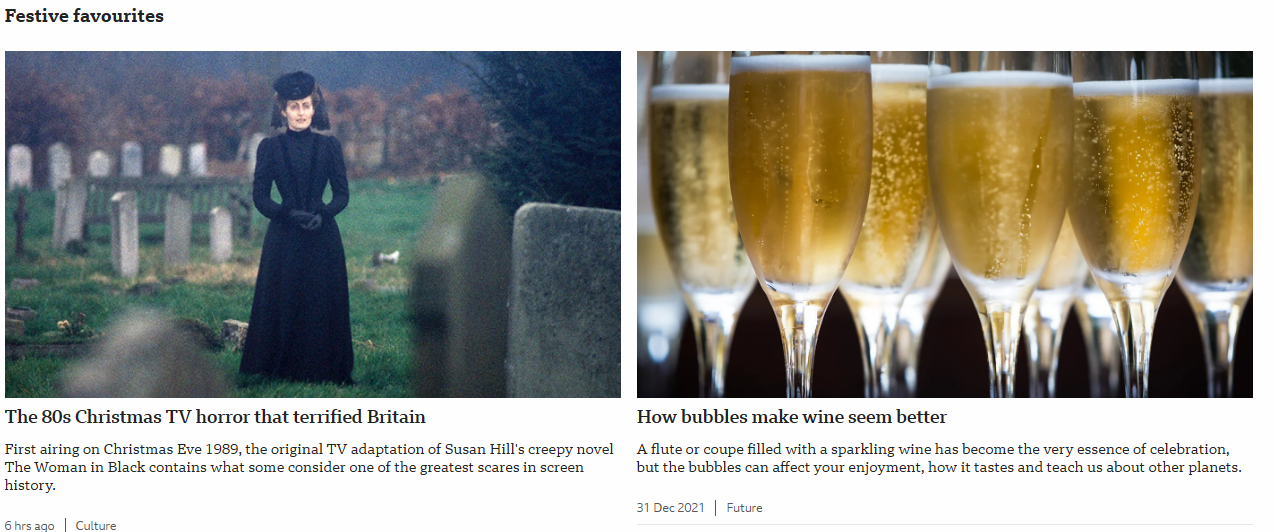 Festive favourites
The 80s Christmas TV horror that terrified Britain
First airing on Christmas Eve 1989, the original TV adaptation of Susan Hill's creepy novel
The Woman in Black contains what some consider one of the greatest scares in screen
history.
6 hrs ago | Culture
How bubbles make wine seem better
A flute or coupe filled with a sparkling wine has become the very essence of celebration,
but the bubbles can affect your enjoyment, how it tastes and teach us about other planets.
31 Dec 2021 | Future